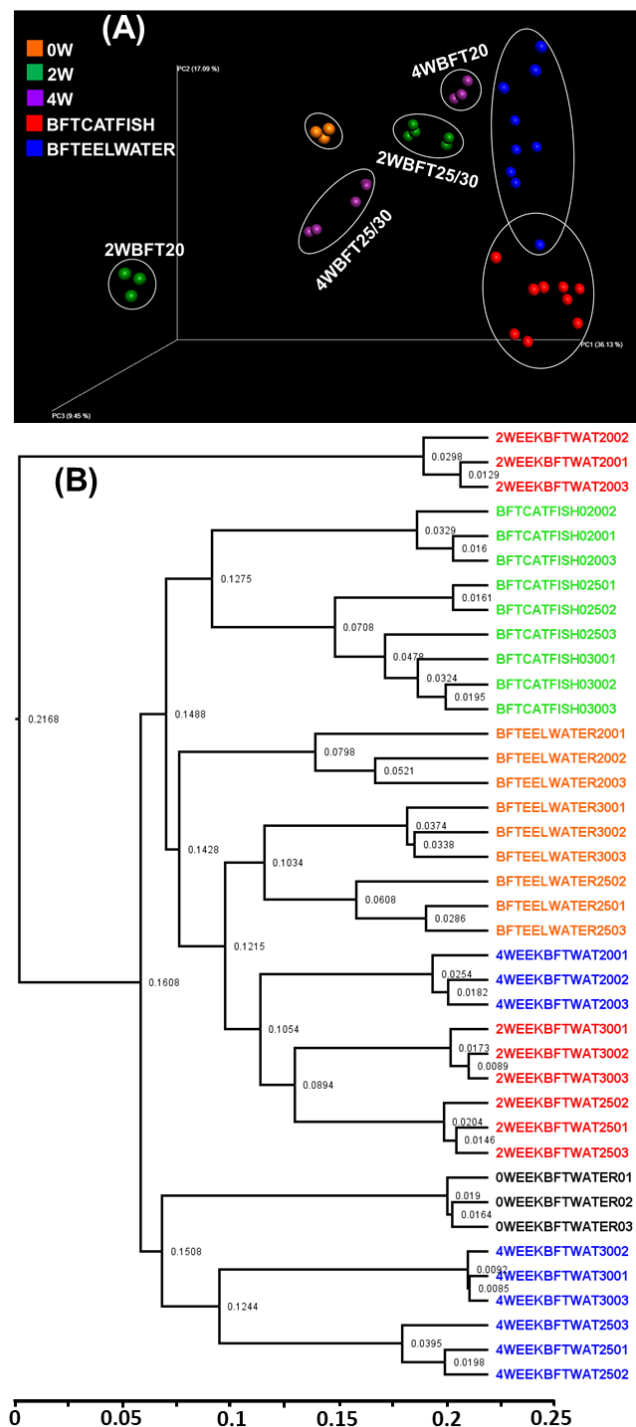 (A)
0W
2W
4W
BFTCATFISH
BFTEELWATER
PC2 (17.09 %)
4WBFT20
2WBFT25/30
4WBFT25/30
2WBFT20
PC1 (36.13 %)
PC3 (9.45 %)
(B)
2WEEKBFTWAT2002
0.0298
2WEEKBFTWAT2001
0.0129
2WEEKBFTWAT2003
BFTCATFISH02002
0.0329
BFTCATFISH02001
0.016
BFTCATFISH02003
0.1275
BFTCATFISH02501
0.0161
BFTCATFISH02502
0.0708
BFTCATFISH02503
0.0478
BFTCATFISH03001
0.0324
BFTCATFISH03002
0.0195
BFTCATFISH03003
0.2168
0.1488
BFTEELWATER2001
0.0798
BFTEELWATER2002
0.0521
BFTEELWATER2003
BFTEELWATER3001
0.0374
BFTEELWATER3002
0.0338
0.1428
0.1034
BFTEELWATER3003
BFTEELWATER2502
0.0608
BFTEELWATER2501
0.0286
BFTEELWATER2503
0.1215
4WEEKBFTWAT2001
0.0254
4WEEKBFTWAT2002
0.1608
0.0182
4WEEKBFTWAT2003
0.1054
2WEEKBFTWAT3001
0.0173
2WEEKBFTWAT3002
0.0089
2WEEKBFTWAT3003
0.0894
2WEEKBFTWAT2502
0.0204
2WEEKBFTWAT2501
0.0146
2WEEKBFTWAT2503
0WEEKBFTWATER01
0.019
0WEEKBFTWATER02
0.0164
0WEEKBFTWATER03
0.1508
4WEEKBFTWAT3002
0.0092
4WEEKBFTWAT3001
0.0085
4WEEKBFTWAT3003
0.1244
4WEEKBFTWAT2503
0.0395
4WEEKBFTWAT2501
0.0198
4WEEKBFTWAT2502
0 0.05 0.1 0.15 0.2 0.25